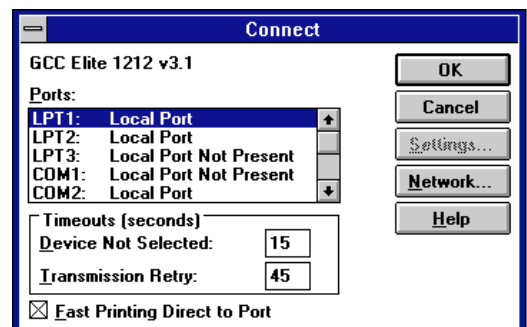 Connect
GCC Elite 1212 v3.1
Ports:
LPT1: Local Port
LPT2: Local Port
LPT3: Local Port Not Present
COM1: Local Port Not Present
COM2: Local Port
Timeouts (seconds)
Device Not Selected: 15
Transmission Retry: 45
Fast Printing Direct to Port
OK
Cancel
Settings...
Network...
Help